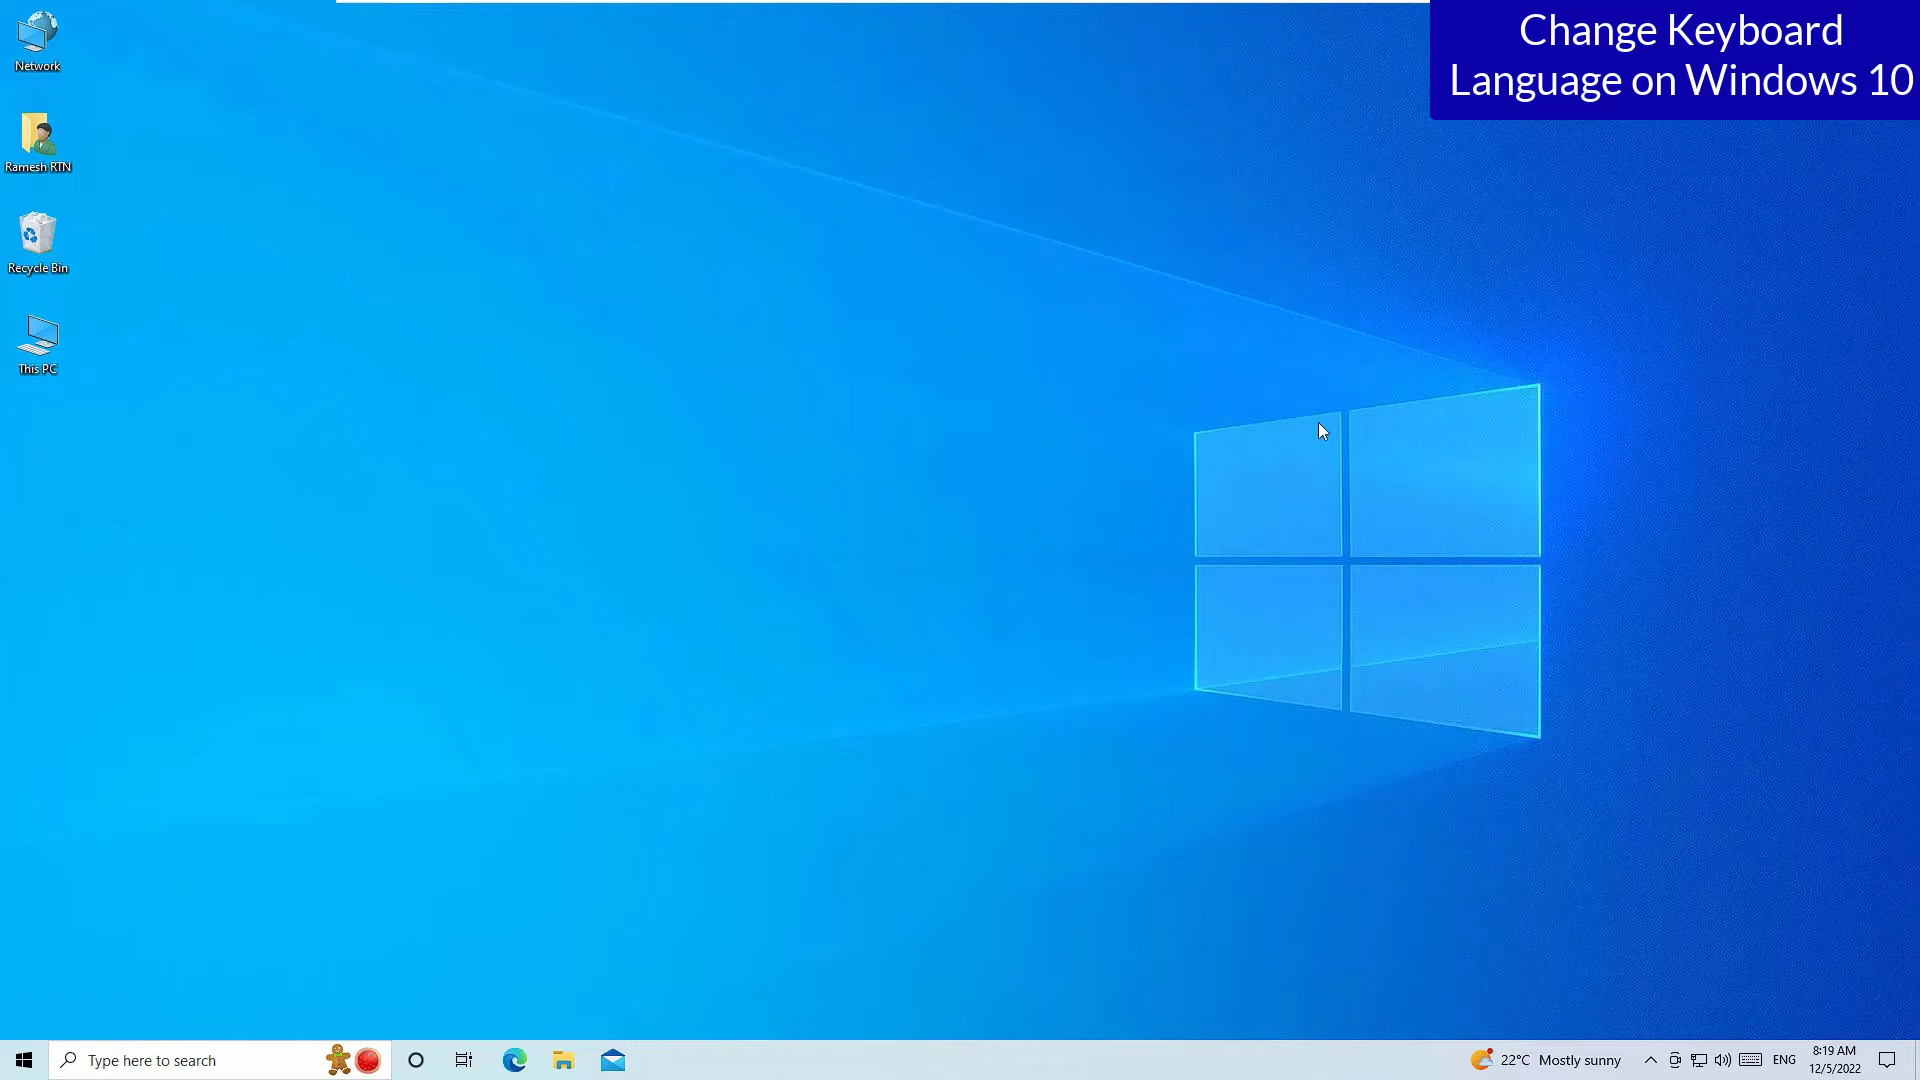 Change Keyboard
Language on Windows 10
Network
Ramesh RTN
Recycle Bin
This PC
Type here to search
22°C Mostly sunny
ENG
8:19 AM
12/5/2022